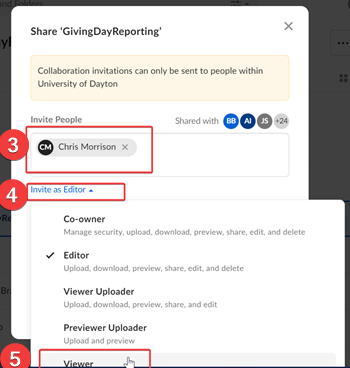 and Folders
Share 'GivingDayReporting'
Collaboration invitations can only be sent to people within
University of Dayton
Invite People
Shared with BB AI JS +24
3
CM Chris Morrison ×
4
Invite as Editor
Co-owner
Manage security, upload, download, preview, share, edit, and delete
Editor
Upload, download, preview, share, edit, and delete
Viewer Uploader
Upload, download, preview, share, and edit
Previewer Uploader
Upload and preview
5
Viewer